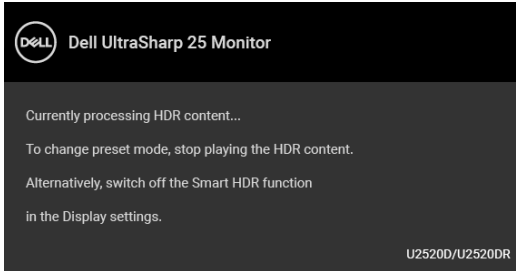 DELL
Dell UltraSharp 25 Monitor
Currently processing HDR content...
To change preset mode, stop playing the HDR content.
Alternatively, switch off the Smart HDR function
in the Display settings.
U2520D/U2520DR